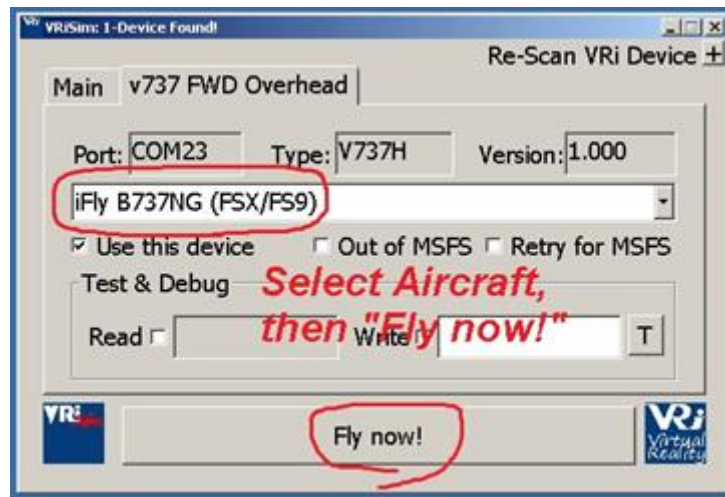 VRiSim: 1-Device Found!
Re-Scan VRi Device +
Main v737 FWD Overhead
Port: COM23 Type: V737H Version: 1.000
iFly B737NG (FSX/FS9)
Use this device Out of MSFS Retry for MSFS
Test & Debug
Select Aircraft,
then "Fly now!"
Read Write T
VRi
Fly now!
VRi
Virtual
Reality